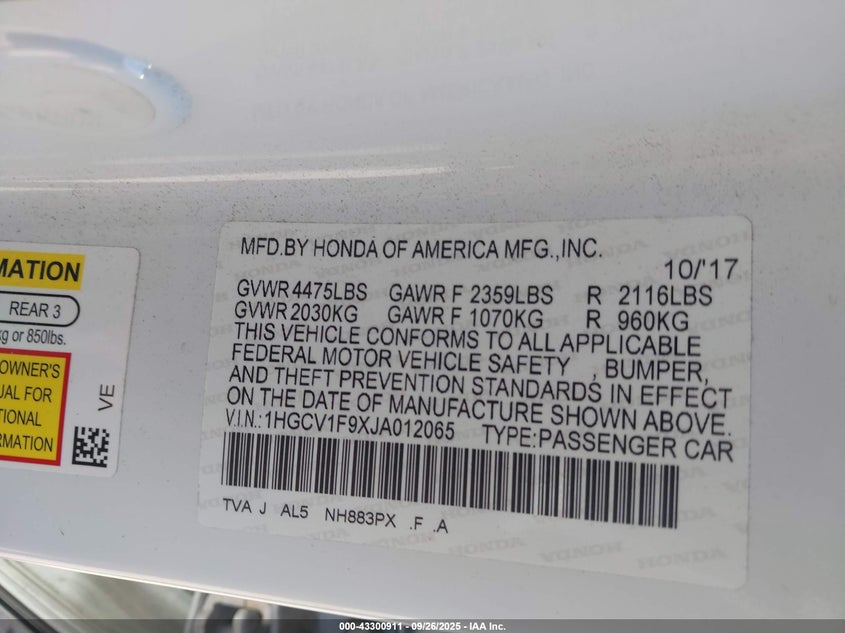 MFD.BY HONDA OF AMERICA MFG.,INC.
10/'17
GVWR 4475LBS GAWR F 2359LBS R 2116LBS
GVWR 2030KG GAWR F 1070KG R 960KG
THIS VEHICLE CONFORMS TO ALL APPLICABLE
FEDERAL MOTOR VEHICLE SAFETY , BUMPER,
AND THEFT PREVENTION STANDARDS IN EFFECT
ON THE DATE OF MANUFACTURE SHOWN ABOVE.
V.I.N.:1HGCV1F9XJA012065 TYPE:PASSENGER CAR
TVA J AL5 NH883PX .F .A
MATION
REAR 3
kg or 850lbs.
OWNER'S
UAL FOR
TIONAL
RMATION
VE
000-43300911 - 09/26/2025 - IAA Inc.